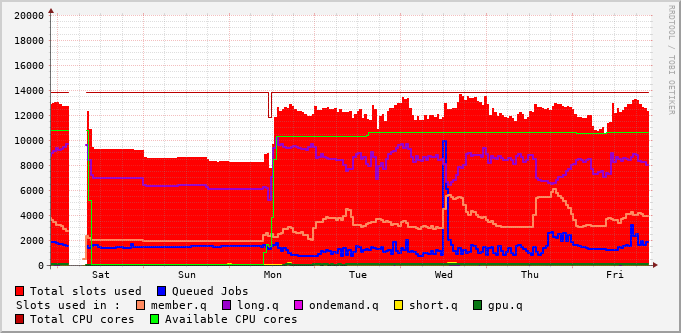 20000
18000
16000
14000
12000
10000
8000
6000
4000
2000
0
Sat Sun Mon Tue Wed Thu Fri
RRDTOOL / TOBI OETIKER
Total slots used Queued Jobs
Slots used in : member.q long.q ondemand.q short.q gpu.q
Total CPU cores Available CPU cores